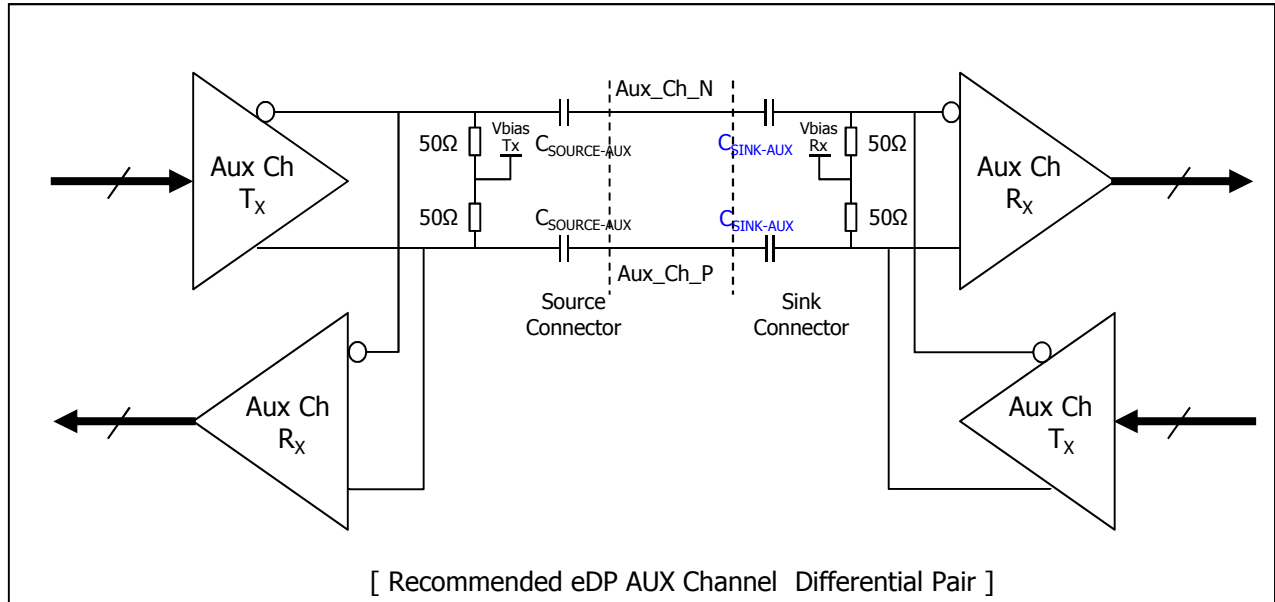 Aux_Ch_N
Aux Ch
TX
50Ω
Vbias
Tx
CSOURCE-AUX
CSINK-AUX
Vbias
Rx
50Ω
Aux Ch
RX
50Ω
CSOURCE-AUX
CSINK-AUX
50Ω
Aux_Ch_P
Source
Connector
Sink
Connector
Aux Ch
RX
Aux Ch
TX
[ Recommended eDP AUX Channel Differential Pair ]